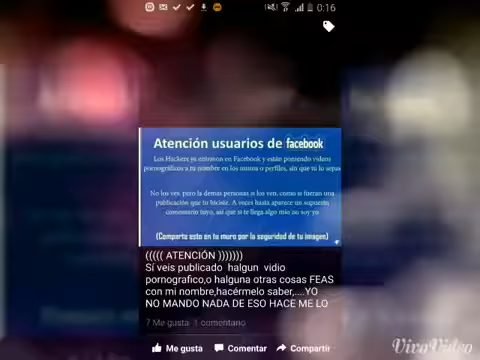 0:16
Atención usuarios de facebook
Los Hackers ya entraron en Facebook y están poniendo videos
pornográficos a tu nombre en los muros o perfiles, sin que tu lo sepas
No los ves, pero la demas personas si los ven, como si fueran una
publicación que tu hiciste. A veces hasta aparece un supuesto
comentario tuyo, así que si te llega algo mio no soy yo
(Comparte esto en tu muro por la seguridad de tu imagen)
((((( ATENCIÓN )))))))
Sí veis publicado halgun vidio
pornografico,o halguna otras cosas FEAS
con mi nombre,hacérmelo saber,....YO
NO MANDO NADA DE ESO HACE ME LO
7 Me gusta 1 comentario
Me gusta Comentar Compartir
VivaVideo